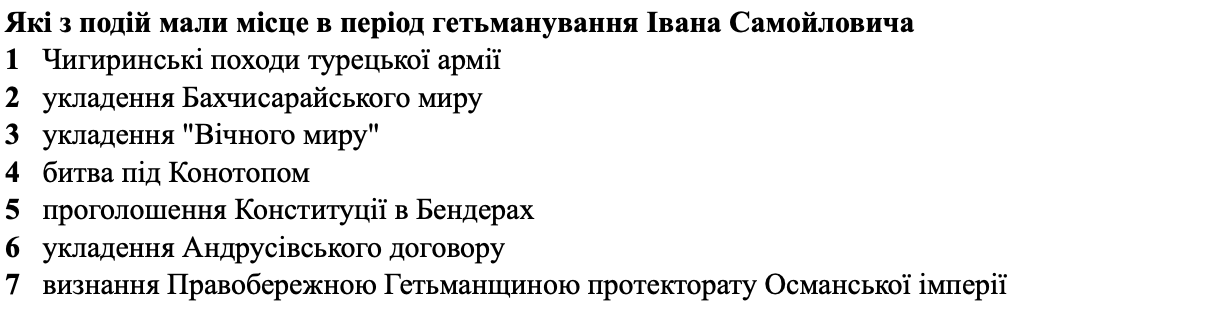 Які з подій мали місце в період гетьманування Івана Самойловича
1 Чигиринські походи турецької армії
2 укладення Бахчисарайського миру
3 укладення "Вічного миру"
4 битва під Конотопом
5 проголошення Конституції в Бендерах
6 укладення Андрусівського договору
7 визнання Правобережною Гетьманщиною протекторату Османської імперії